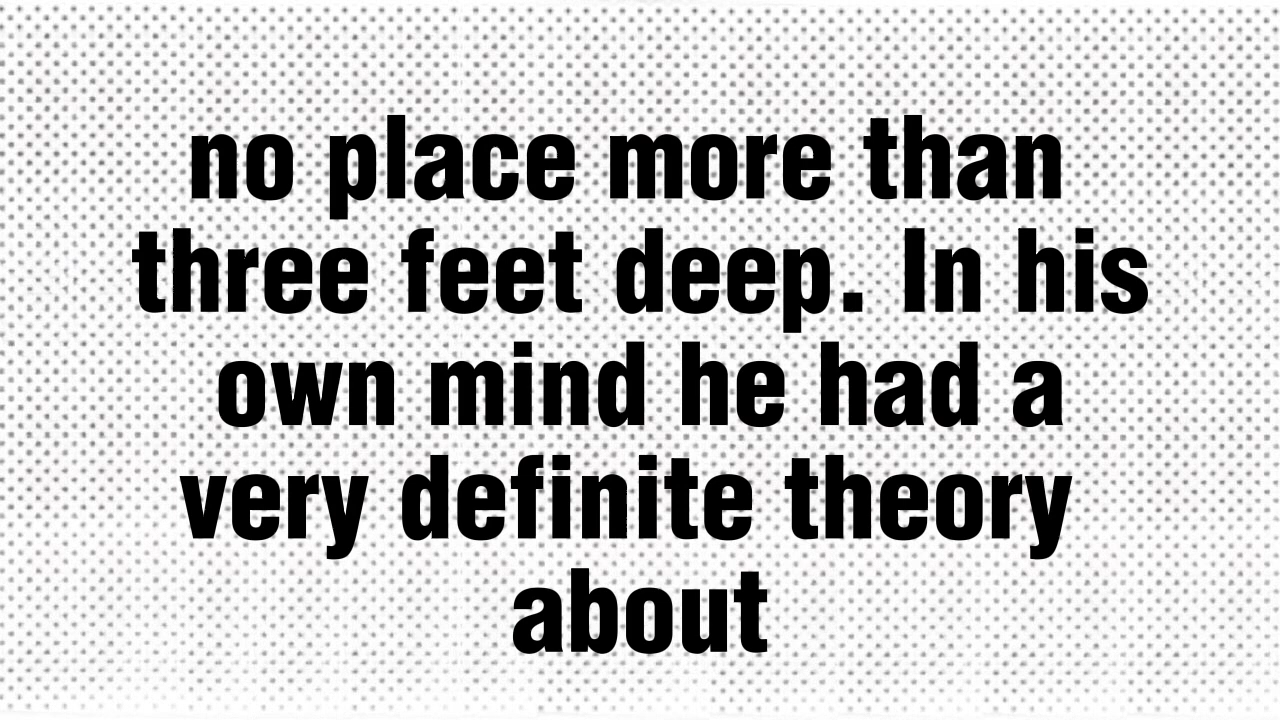 no place more than
three feet deep. In his
own mind he had a
very definite theory
about